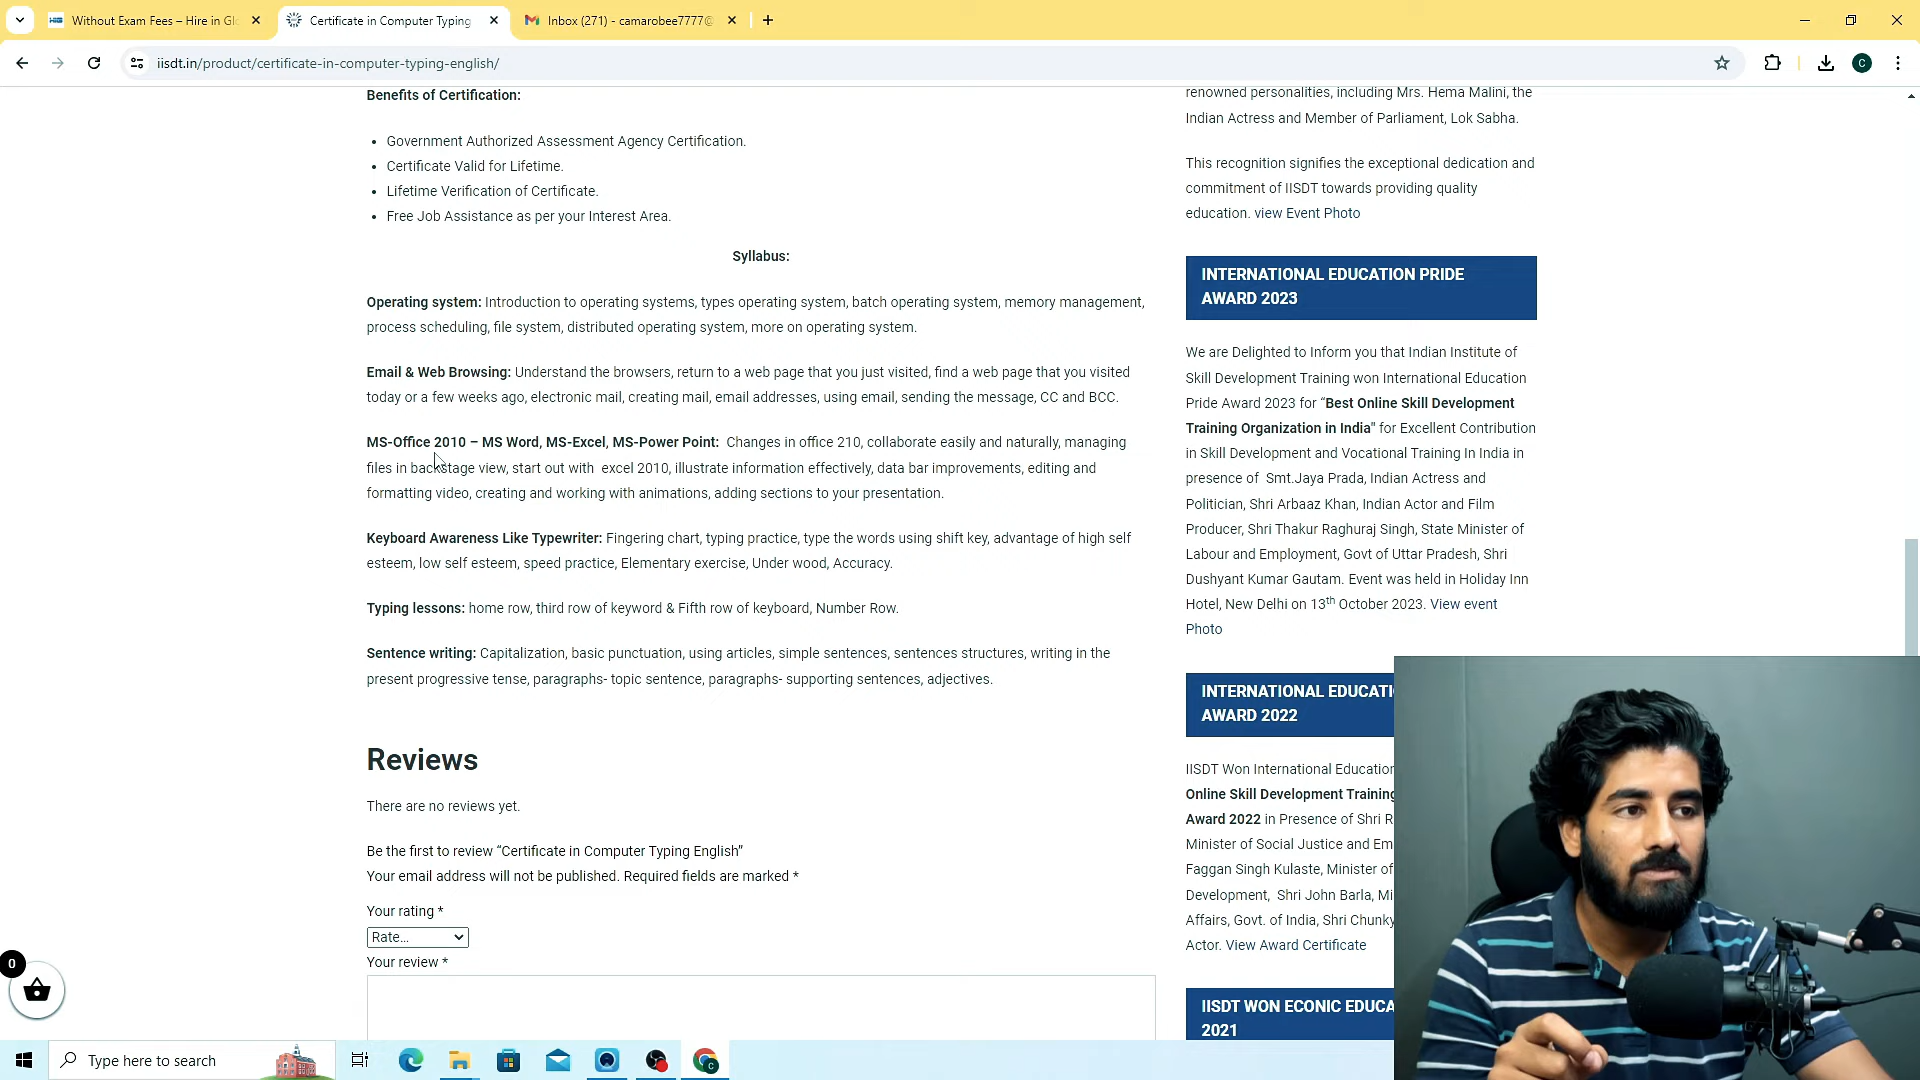 Without Exam Fees – Hire in Gl
Certificate in Computer Typing
Inbox (271) - camarobee7777@
iisdt.in/product/certificate-in-computer-typing-english/
C
Benefits of Certification:
Government Authorized Assessment Agency Certification.
Certificate Valid for Lifetime.
Lifetime Verification of Certificate.
Free Job Assistance as per your Interest Area.
Syllabus:
Operating system: Introduction to operating systems, types operating system, batch operating system, memory management,
process scheduling, file system, distributed operating system, more on operating system.
Email & Web Browsing: Understand the browsers, return to a web page that you just visited, find a web page that you visited
today or a few weeks ago, electronic mail, creating mail, email addresses, using email, sending the message, CC and BCC.
MS-Office 2010 – MS Word, MS-Excel, MS-Power Point: Changes in office 210, collaborate easily and naturally, managing
files in backstage view, start out with excel 2010, illustrate information effectively, data bar improvements, editing and
formatting video, creating and working with animations, adding sections to your presentation.
Keyboard Awareness Like Typewriter: Fingering chart, typing practice, type the words using shift key, advantage of high self
esteem, low self esteem, speed practice, Elementary exercise, Under wood, Accuracy.
Typing lessons: home row, third row of keyword & Fifth row of keyboard, Number Row.
Sentence writing: Capitalization, basic punctuation, using articles, simple sentences, sentences structures, writing in the
present progressive tense, paragraphs- topic sentence, paragraphs- supporting sentences, adjectives.
Reviews
There are no reviews yet.
Be the first to review “Certificate in Computer Typing English”
Your email address will not be published. Required fields are marked *
Your rating *
Rate…
Your review *
0
renowned personalities, including Mrs. Hema Malini, the
Indian Actress and Member of Parliament, Lok Sabha.
This recognition signifies the exceptional dedication and
commitment of IISDT towards providing quality
education. view Event Photo
INTERNATIONAL EDUCATION PRIDE
AWARD 2023
We are Delighted to Inform you that Indian Institute of
Skill Development Training won International Education
Pride Award 2023 for “Best Online Skill Development
Training Organization in India" for Excellent Contribution
in Skill Development and Vocational Training In India in
presence of Smt.Jaya Prada, Indian Actress and
Politician, Shri Arbaaz Khan, Indian Actor and Film
Producer, Shri Thakur Raghuraj Singh, State Minister of
Labour and Employment, Govt of Uttar Pradesh, Shri
Dushyant Kumar Gautam. Event was held in Holiday Inn
Hotel, New Delhi on 13th October 2023. View event
Photo
INTERNATIONAL EDUCATI
AWARD 2022
IISDT Won International Education
Online Skill Development Training
Award 2022 in Presence of Shri R
Minister of Social Justice and Em
Faggan Singh Kulaste, Minister of
Development, Shri John Barla, Mi
Affairs, Govt. of India, Shri Chunky
Actor. View Award Certificate
IISDT WON ECONIC EDUCA
2021
Type here to search